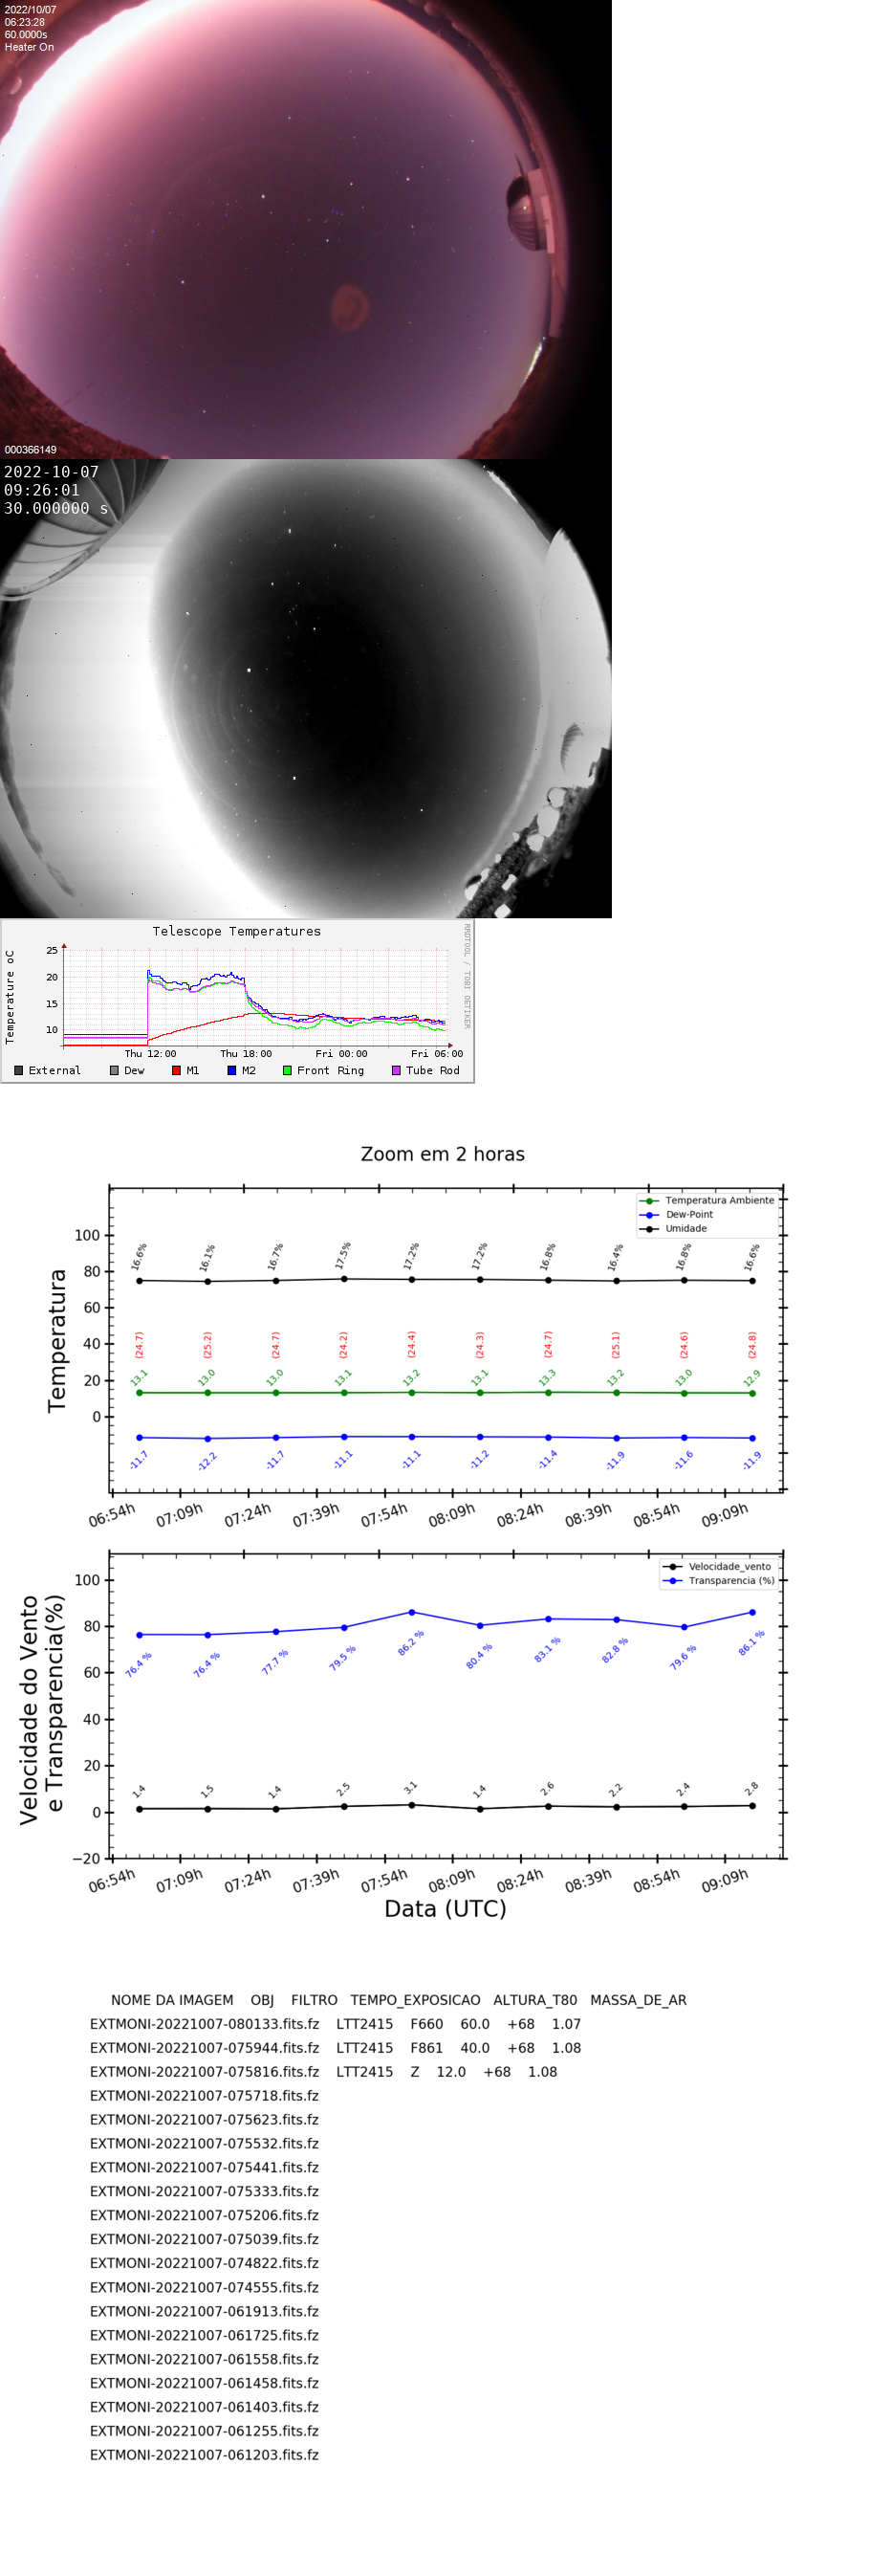 2022/10/07
06:23:28
60.0000s
Heater On
000366149
2022-10-07
09:26:01
30.000000 s
Telescope Temperatures
RRDTOOL / TOBI OETIKER
Temperature oC
25
20
15
10
Thu 12:00 Thu 18:00 Fri 00:00 Fri 06:00
External Dew M1 M2 Front Ring Tube Rod
Zoom em 2 horas
Temperatura
Temperatura Ambiente
Dew-Point
Umidade
100
80
60
40
20
0
16.6% 16.1% 16.7% 17.5% 17.2% 17.2% 16.8% 16.4% 16.8% 16.6%
(24.7) (25.2) (24.7) (24.2) (24.4) (24.3) (24.7) (25.1) (24.6) (24.8)
13.1 13.0 13.0 13.1 13.2 13.1 13.3 13.2 13.0 12.9
-11.7 -12.2 -11.7 -11.1 -11.1 -11.2 -11.4 -11.9 -11.6 -11.9
06:54h 07:09h 07:24h 07:39h 07:54h 08:09h 08:24h 08:39h 08:54h 09:09h
Velocidade do Vento
e Transparencia(%)
Velocidade_vento
Transparencia (%)
100
80
60
40
20
0
−20
76.4 % 76.4 % 77.7 % 79.5 % 86.2 % 80.4 % 83.1 % 82.8 % 79.6 % 86.1 %
1.4 1.5 1.4 2.5 3.1 1.4 2.6 2.2 2.4 2.8
06:54h 07:09h 07:24h 07:39h 07:54h 08:09h 08:24h 08:39h 08:54h 09:09h
Data (UTC)
NOME DA IMAGEM OBJ FILTRO TEMPO_EXPOSICAO ALTURA_T80 MASSA_DE_AR
EXTMONI-20221007-080133.fits.fz LTT2415 F660 60.0 +68 1.07
EXTMONI-20221007-075944.fits.fz LTT2415 F861 40.0 +68 1.08
EXTMONI-20221007-075816.fits.fz LTT2415 Z 12.0 +68 1.08
EXTMONI-20221007-075718.fits.fz
EXTMONI-20221007-075623.fits.fz
EXTMONI-20221007-075532.fits.fz
EXTMONI-20221007-075441.fits.fz
EXTMONI-20221007-075333.fits.fz
EXTMONI-20221007-075206.fits.fz
EXTMONI-20221007-075039.fits.fz
EXTMONI-20221007-074822.fits.fz
EXTMONI-20221007-074555.fits.fz
EXTMONI-20221007-061913.fits.fz
EXTMONI-20221007-061725.fits.fz
EXTMONI-20221007-061558.fits.fz
EXTMONI-20221007-061458.fits.fz
EXTMONI-20221007-061403.fits.fz
EXTMONI-20221007-061255.fits.fz
EXTMONI-20221007-061203.fits.fz